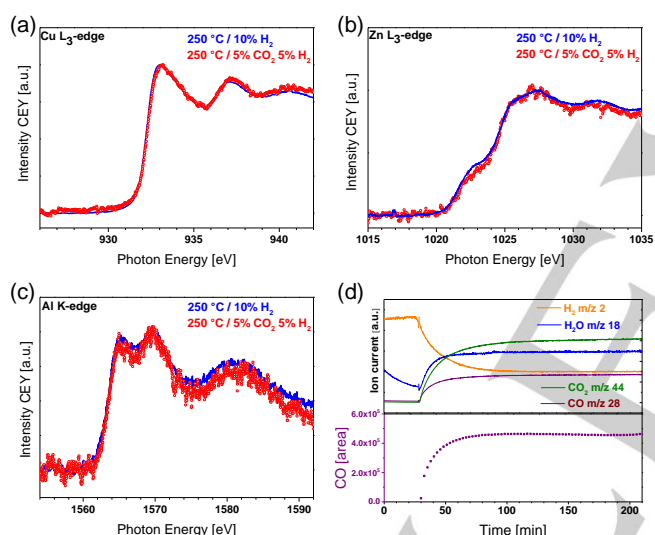 (a)
Cu L₃-edge
250 °C / 10% H₂
250 °C / 5% CO₂ 5% H₂
Intensity CEY [a.u.]
930 935 940
Photon Energy [eV]
(b)
Zn L₃-edge
250 °C / 10% H₂
250 °C / 5% CO₂ 5% H₂
Intensity CEY [a.u.]
1015 1020 1025 1030 1035
Photon Energy [eV]
(c)
Al K-edge
250 °C / 10% H₂
250 °C / 5% CO₂ 5% H₂
Intensity CEY [a.u.]
1560 1570 1580 1590
Photon Energy [eV]
(d)
H₂ m/z 2
H₂O m/z 18
CO₂ m/z 44
CO m/z 28
Ion current [a.u.]
6.0x10⁵
4.0x10⁵
2.0x10⁵
0.0
CO [area]
0 50 100 150 200
Time [min]